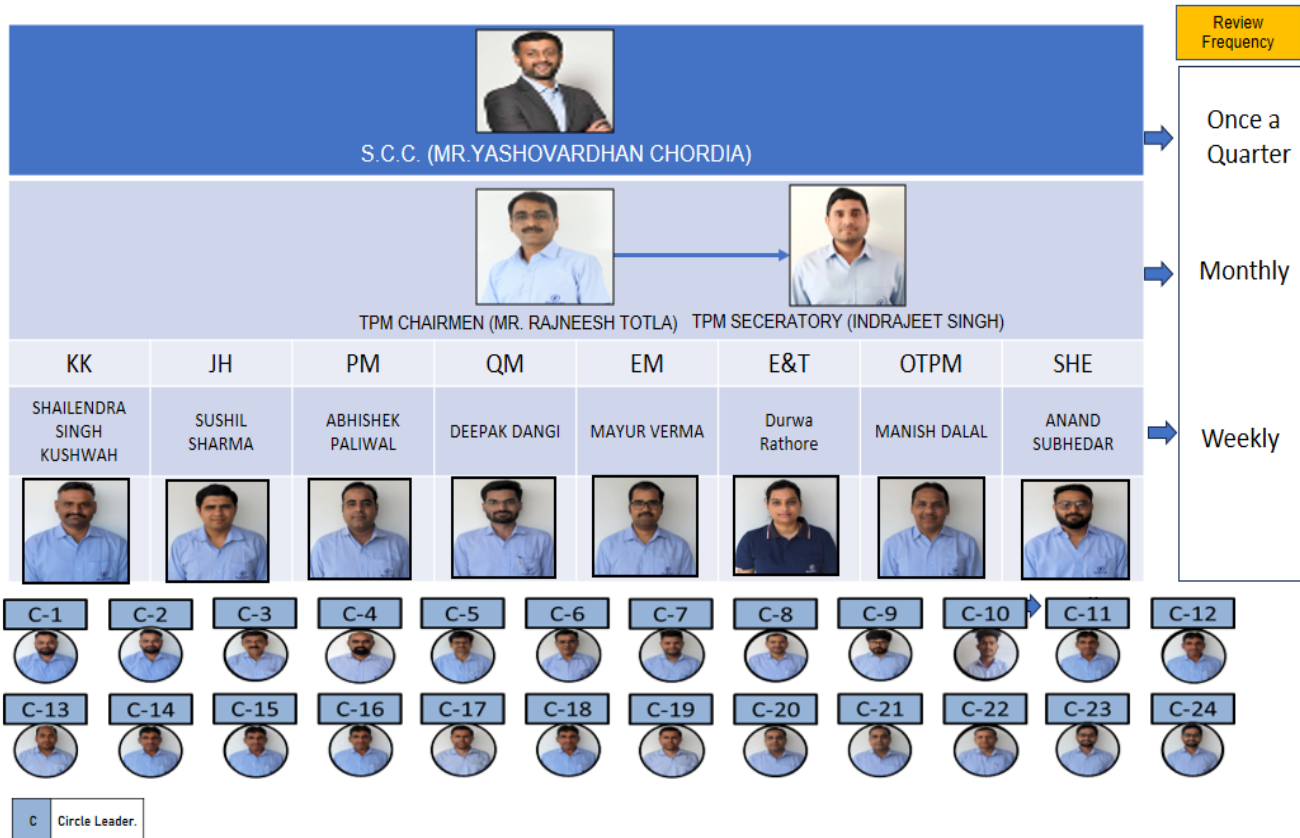 Review
Frequency
S.C.C. (MR.YASHOVARDHAN CHORDIA)
Once a
Quarter
TPM CHAIRMEN (MR. RAJNEESH TOTLA)
TPM SECERATORY (INDRAJEET SINGH)
Monthly
KK
JH
PM
QM
EM
E&T
OTPM
SHE
SHAILENDRA
SINGH
KUSHWAH
SUSHIL
SHARMA
ABHISHEK
PALIWAL
DEEPAK DANGI
MAYUR VERMA
Durwa
Rathore
MANISH DALAL
ANAND
SUBHEDAR
Weekly
C-1
C-2
C-3
C-4
C-5
C-6
C-7
C-8
C-9
C-10
C-11
C-12
C-13
C-14
C-15
C-16
C-17
C-18
C-19
C-20
C-21
C-22
C-23
C-24
C
Circle Leader.